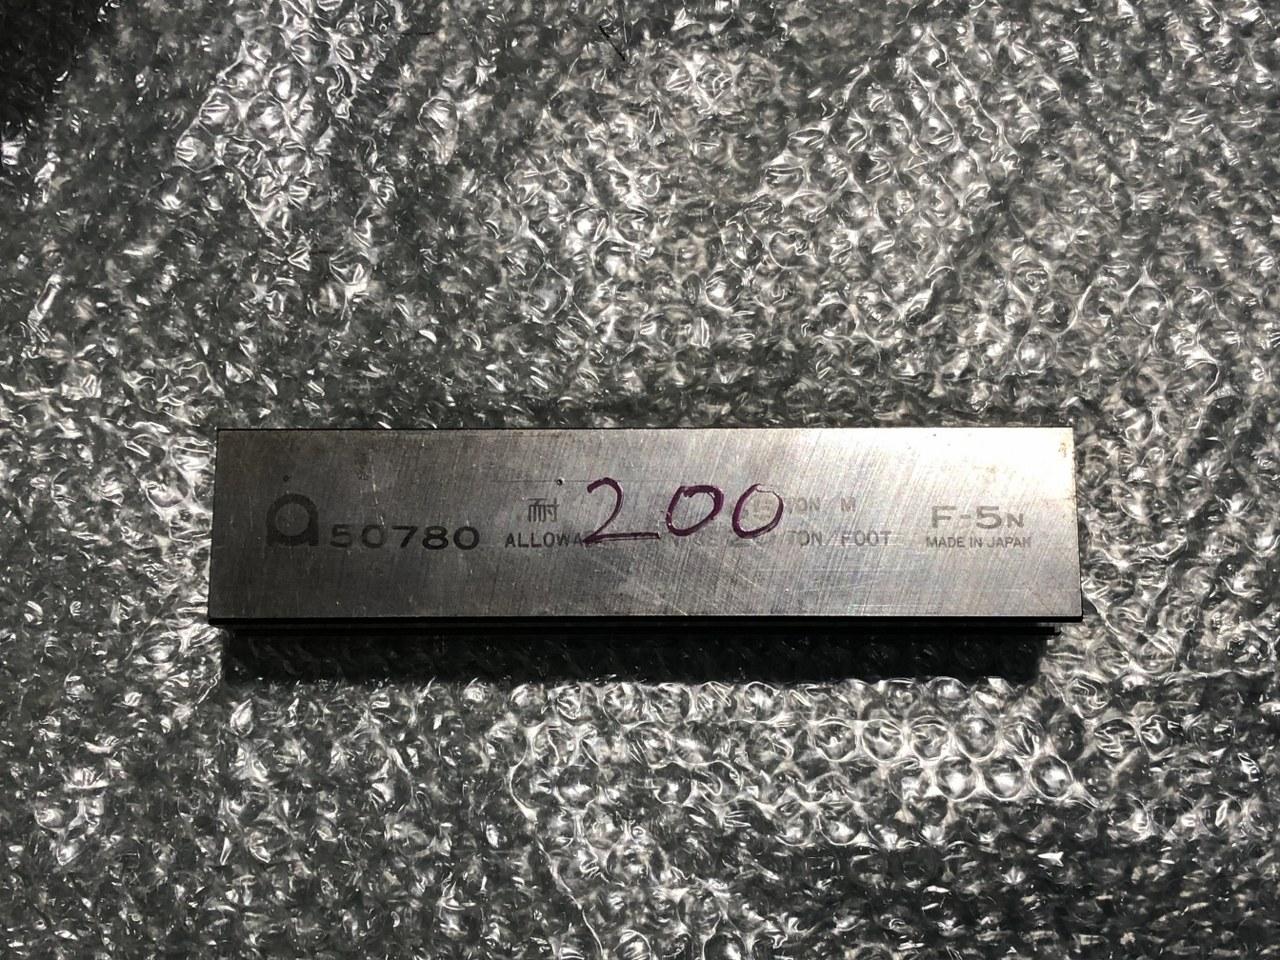 a 50780
耐 200 TON M
ALLOWA TON/FOOT
F-5N
MADE IN JAPAN